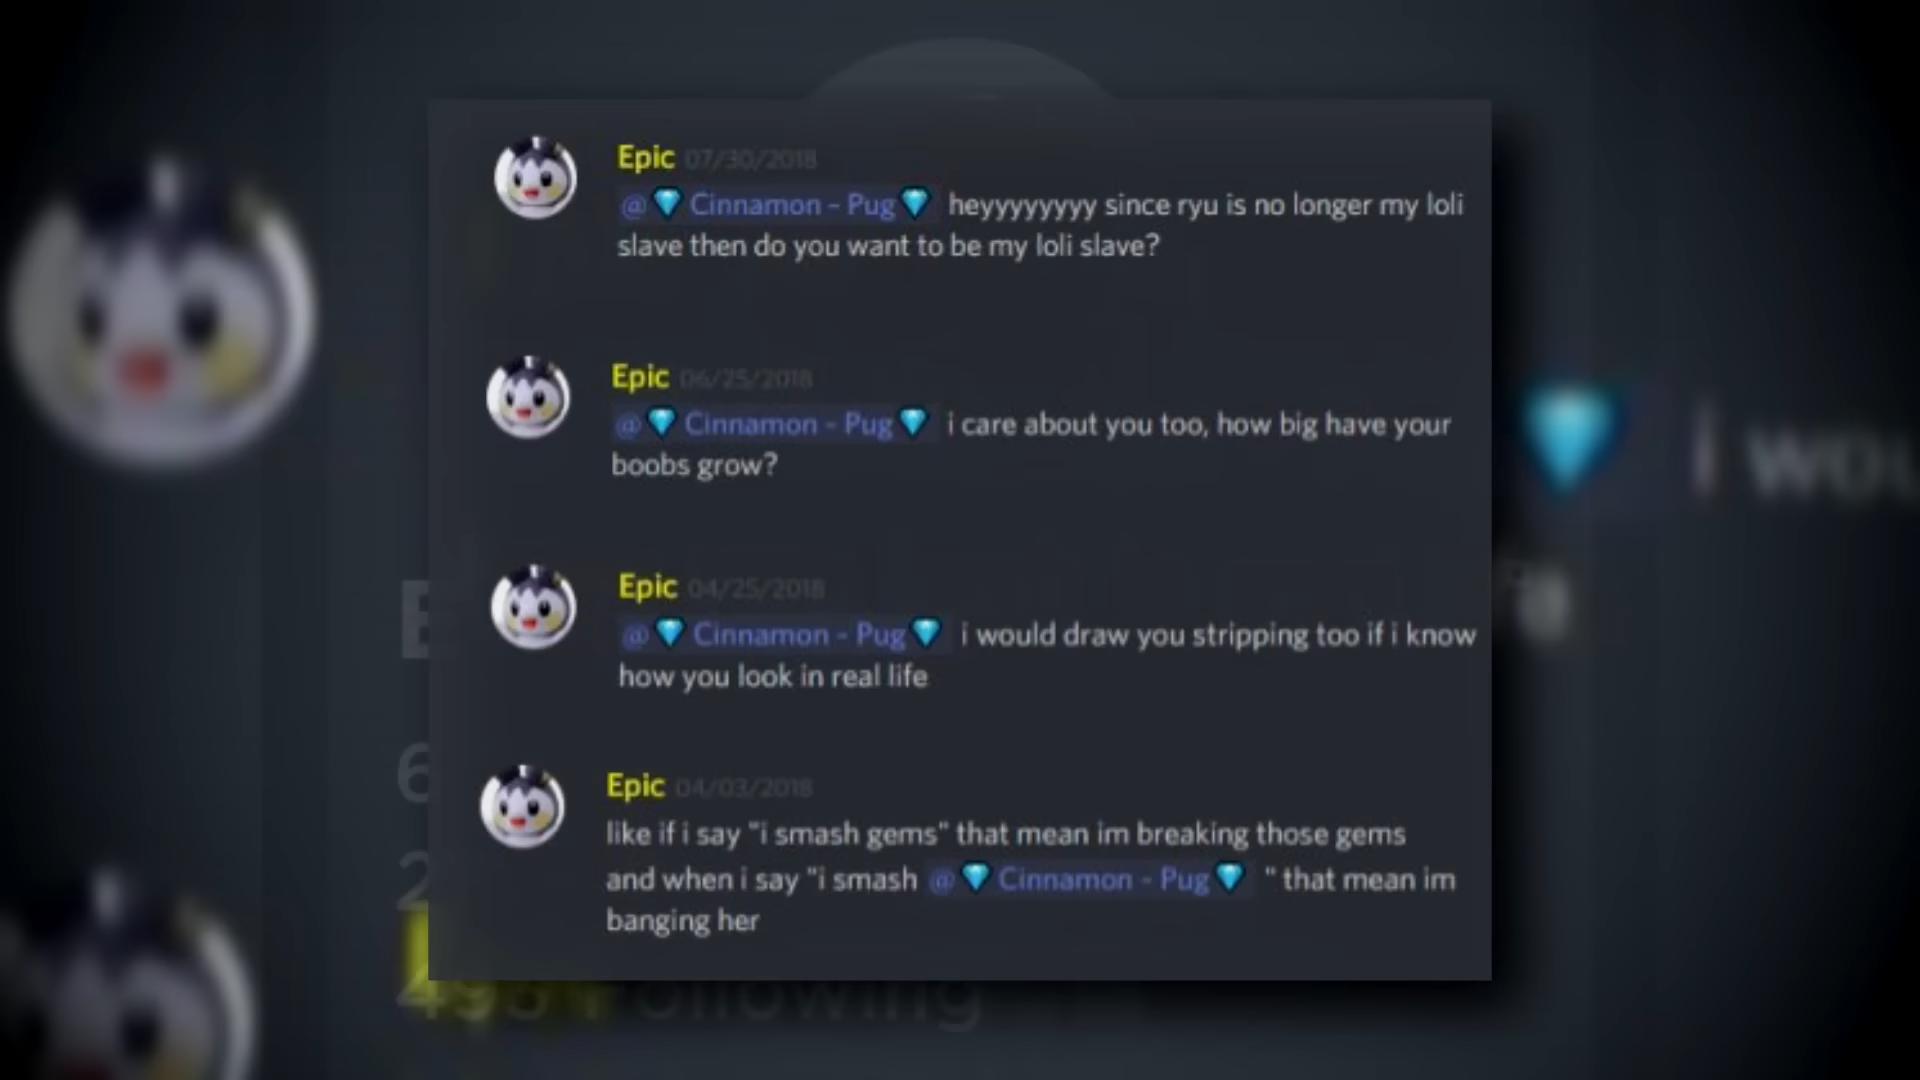 Epic 07/30/2018
@💎 Cinnamon - Pug💎 heyyyyyyyy since ryu is no longer my loli
slave then do you want to be my loli slave?
Epic 06/25/2018
@💎 Cinnamon - Pug💎 i care about you too, how big have your
boobs grow?
Epic 04/25/2018
@💎 Cinnamon - Pug💎 i would draw you stripping too if i know
how you look in real life
Epic 04/03/2018
like if i say "i smash gems" that mean im breaking those gems
and when i say "i smash @💎 Cinnamon - Pug💎 " that mean im
banging her
Following